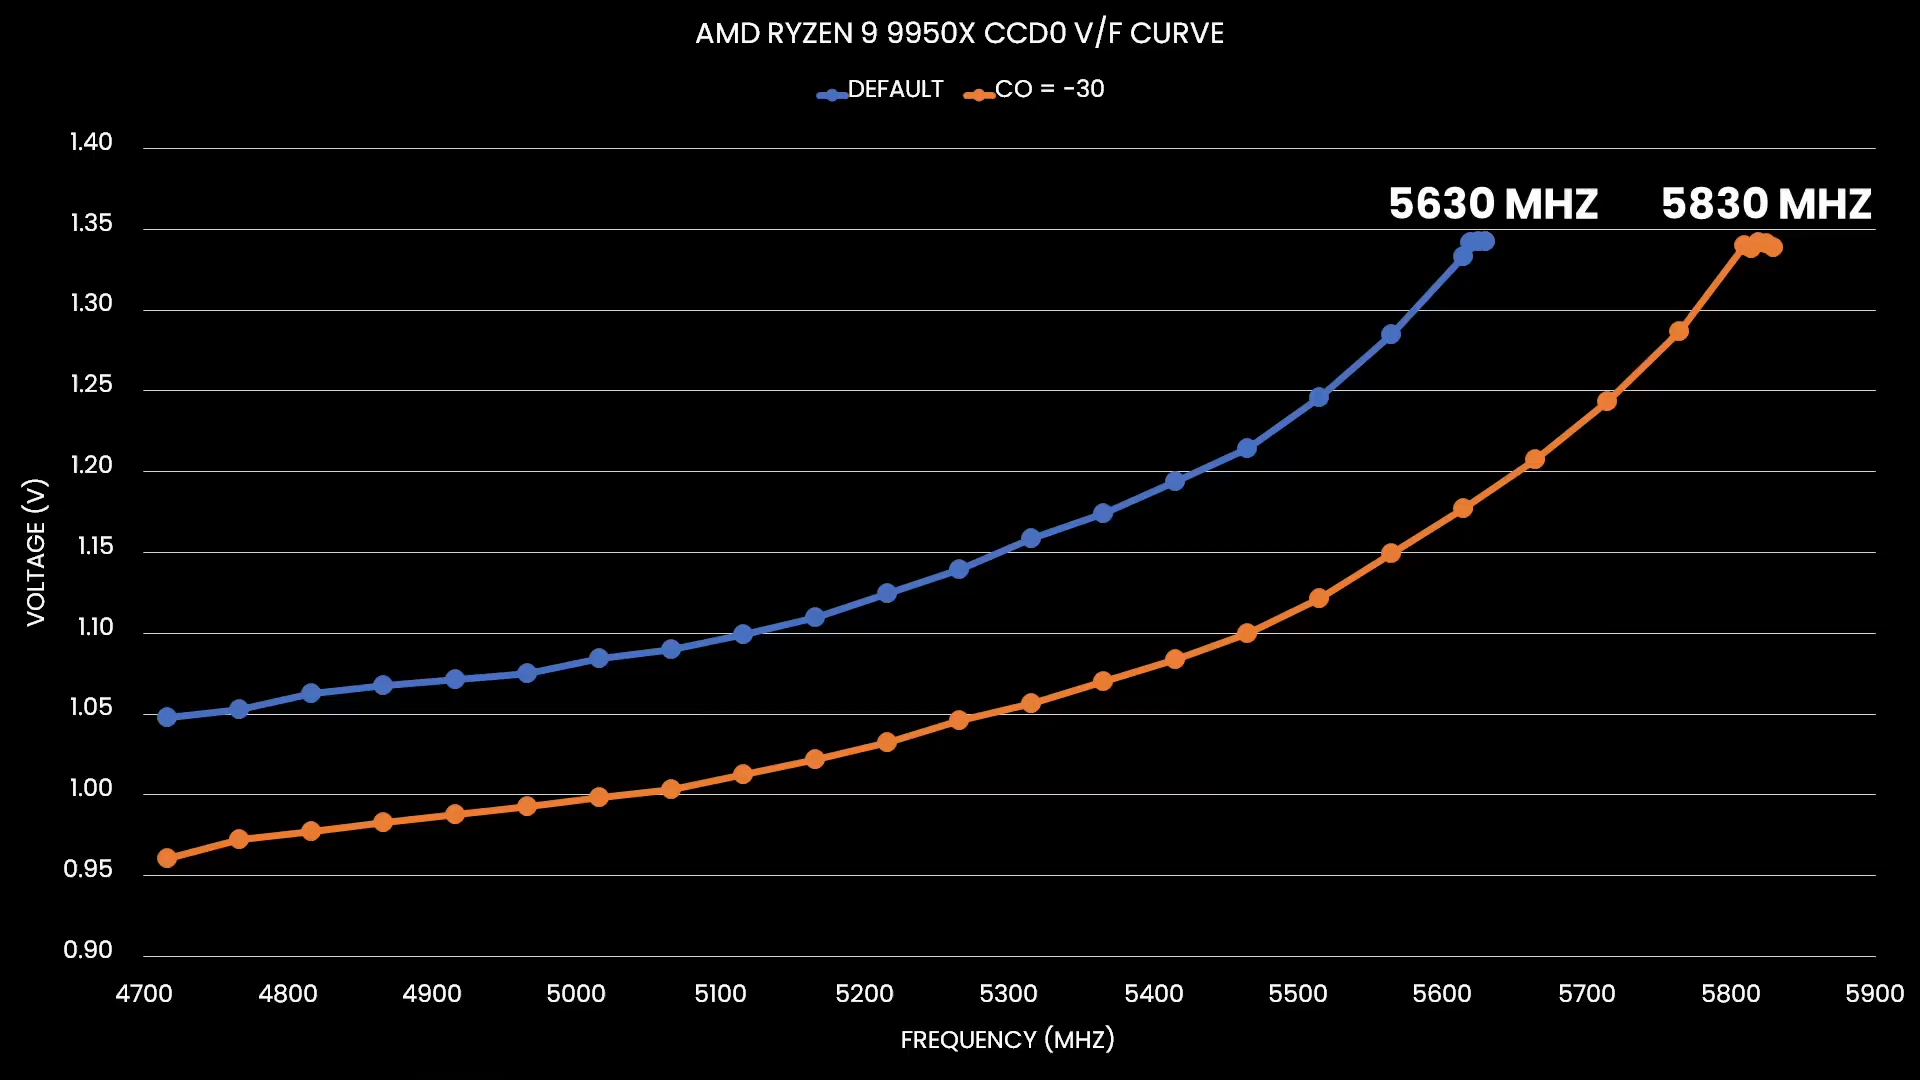 AMD RYZEN 9 9950X CCD0 V/F CURVE
DEFAULT CO = -30
5630 MHZ 5830 MHZ
1.40
1.35
1.30
1.25
1.20
1.15
1.10
1.05
1.00
0.95
0.90
VOLTAGE (V)
4700 4800 4900 5000 5100 5200 5300 5400 5500 5600 5700 5800 5900
FREQUENCY (MHZ)